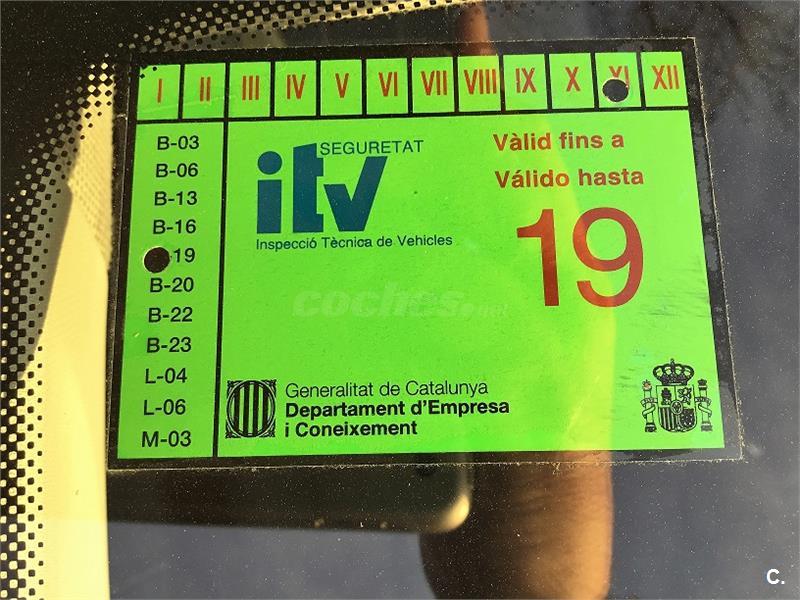 I II III IV V VI VII VIII IX X XI XII
B-03
B-06
B-13
B-16
19
B-20
B-22
B-23
L-04
L-06
M-03
SEGURETAT
itv
Inspecció Tècnica de Vehicles
Vàlid fins a
Válido hasta
19
coches.net
Generalitat de Catalunya
Departament d'Empresa
i Coneixement
C.